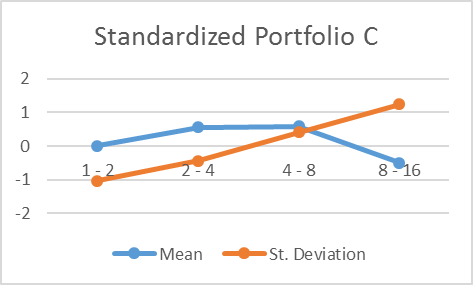 Standardized Portfolio C
2
1
0
-1
-2
1 - 2
2 - 4
4 - 8
8 - 16
Mean
St. Deviation